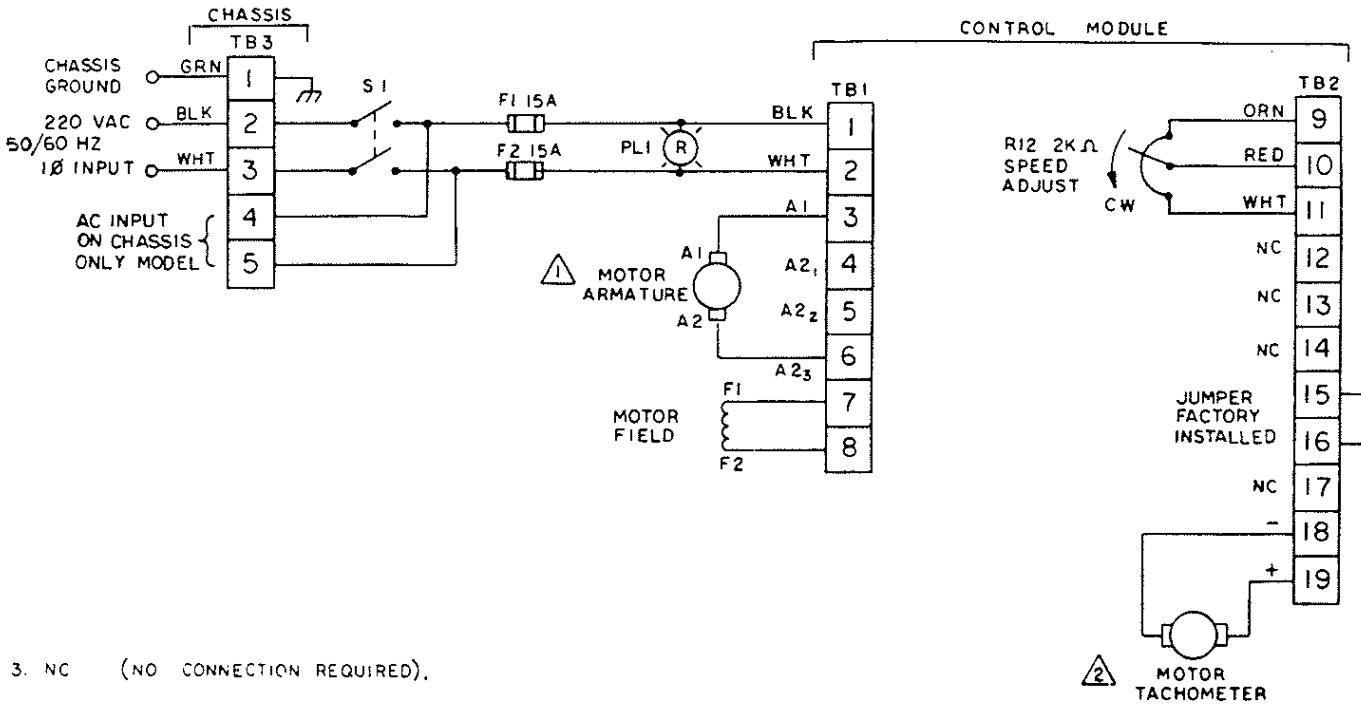 CHASSIS
TB3
CHASSIS
GROUND
GRN
1
220 VAC
50/60 HZ
1Ø INPUT
BLK
2
WHT
3
AC INPUT
ON CHASSIS
ONLY MODEL
4
5
S1
F1 15A
F2 15A
PL1
R
CONTROL MODULE
TB1
BLK
1
WHT
2
A1
3
A2₁
4
A2₂
5
6
A2₃
7
8
1
MOTOR
ARMATURE
A1
A2
MOTOR
FIELD
F1
F2
TB2
ORN
9
RED
10
WHT
11
R12 2KΩ
SPEED
ADJUST
CW
NC
12
NC
13
NC
14
JUMPER
FACTORY
INSTALLED
15
16
NC
17
-
18
+
19
2
MOTOR
TACHOMETER
3. NC (NO CONNECTION REQUIRED).